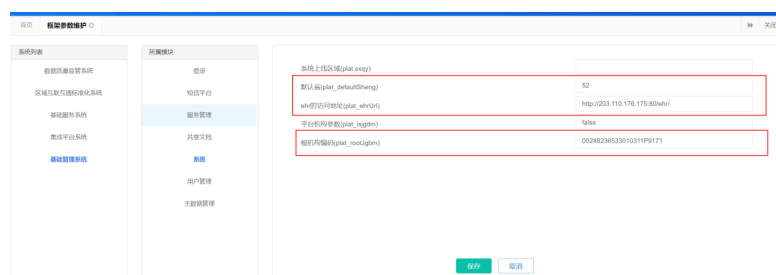 首页 框架参数维护 关闭
系统列表 所属模块
数据质量监管系统 登录
系统上线区域(plat.sxqy)
默认省(plat_defaultSheng) 52
区域互联互通标准化系统 短信平台
ehr的访问地址(plat_ehrUrl) http://203.110.176.175:80/ehr/
基础服务系统 服务管理
平台机构参数(plat_isjgdm) false
集成平台系统 共享文档
根机构编码(plat_rootJgbm) 00248236533010311P9171
基础管理系统 系统
用户管理
主数据管理
保存 取消